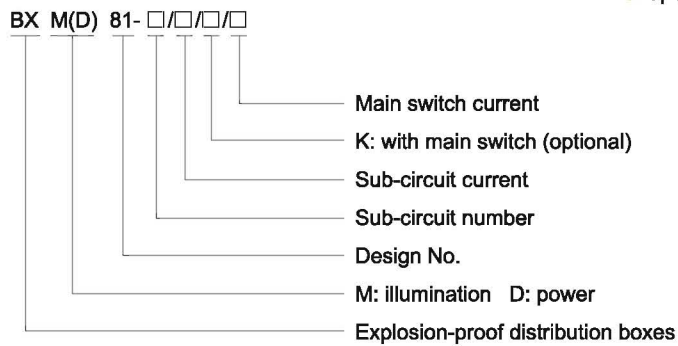 BX M(D) 81-□/□/□/□
Main switch current
K: with main switch (optional)
Sub-circuit current
Sub-circuit number
Design No.
M: illumination D: power
Explosion-proof distribution boxes